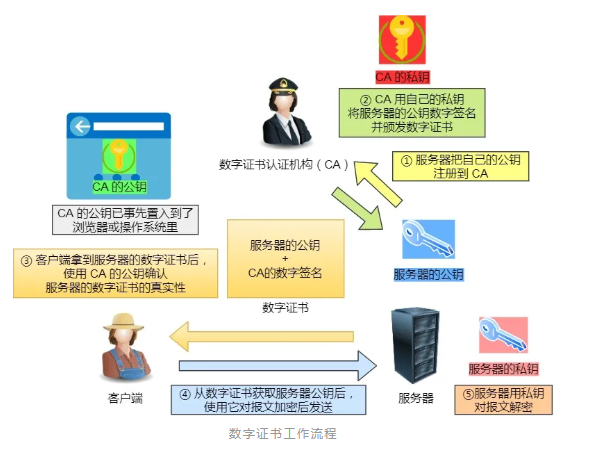 CA 的私钥
② CA 用自己的私钥
将服务器的公钥数字签名
并颁发数字证书
数字证书认证机构（CA）
① 服务器把自己的公钥
注册到 CA
CA 的公钥
CA 的公钥已事先置入到了
浏览器或操作系统里
③ 客户端拿到服务器的数字证书后，
使用 CA 的公钥确认
服务器的数字证书的真实性
服务器的公钥
+
CA的数字签名
数字证书
服务器的公钥
服务器的私钥
客户端
④ 从数字证书获取服务器公钥后，
使用它对报文加密后发送
服务器
⑤服务器用私钥
对报文解密
数字证书工作流程